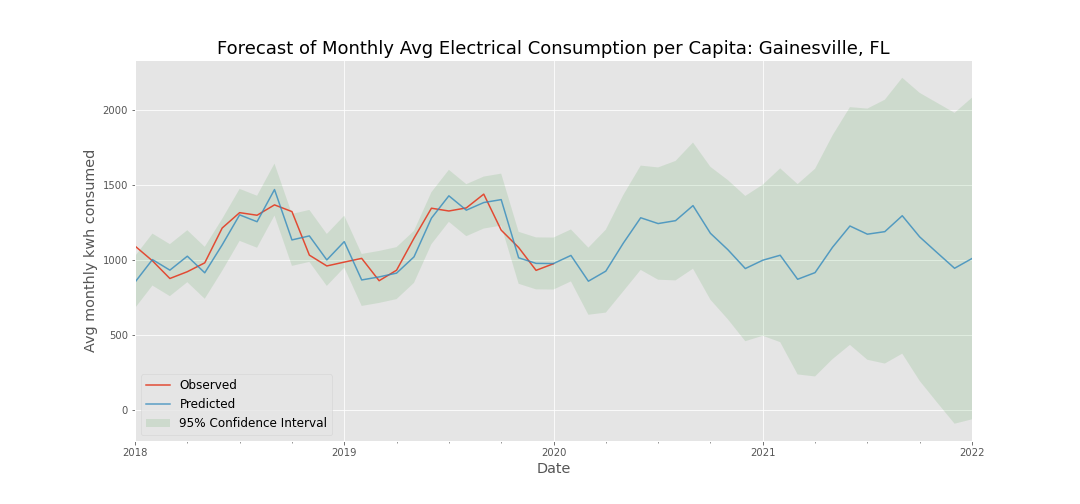 Forecast of Monthly Avg Electrical Consumption per Capita: Gainesville, FL
Avg monthly kwh consumed
2000
1500
1000
500
0
Observed
Predicted
95% Confidence Interval
2018 2019 2020 2021 2022
Date